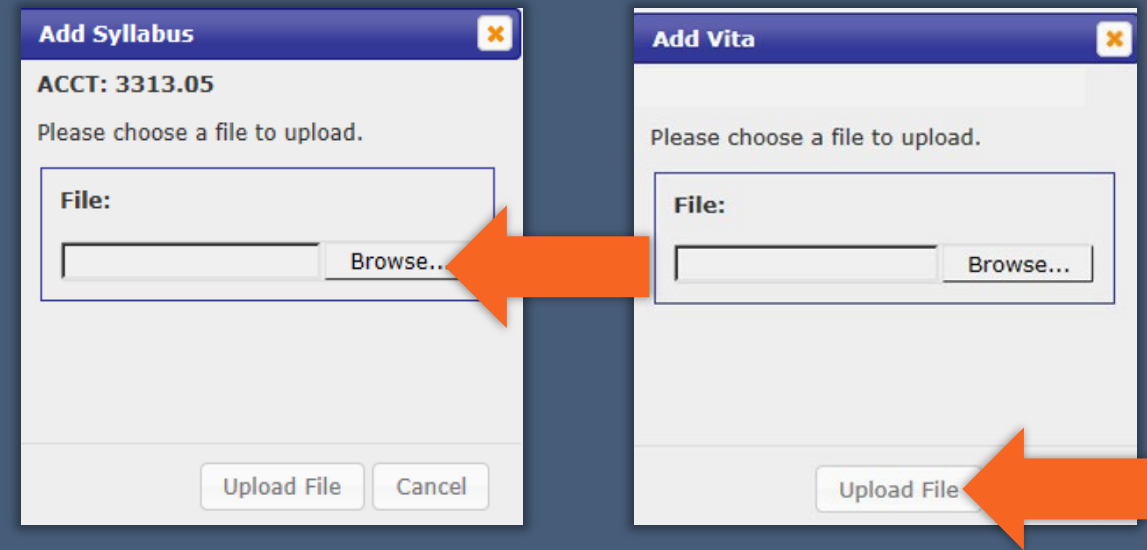 Add Syllabus
ACCT: 3313.05
Please choose a file to upload.
File:
Browse...
Upload File
Cancel
Add Vita
Please choose a file to upload.
File:
Browse...
Upload File